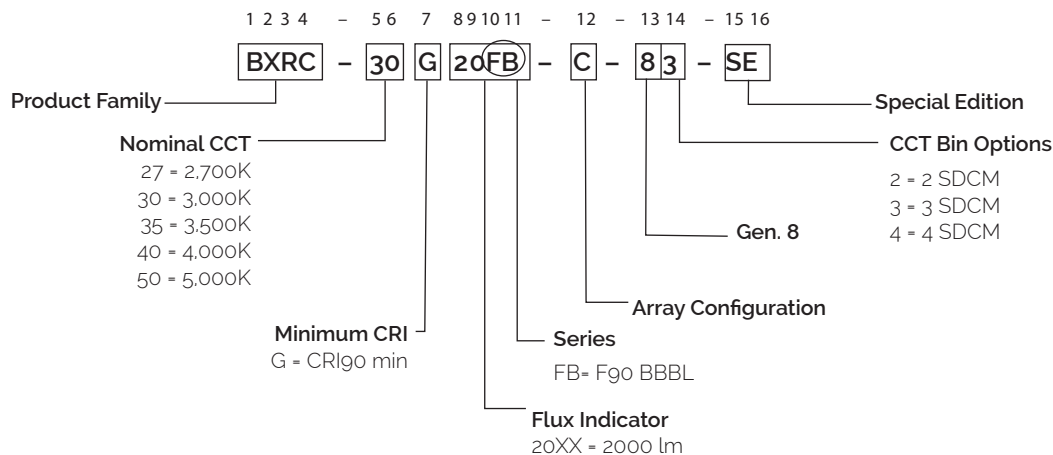 1 2 3 4 – 5 6 7 8 9 10 11 – 12 – 13 14 – 15 16
BXRC – 30 G 20FB – C – 8 3 – SE
Product Family
Special Edition
Nominal CCT
27 = 2,700K
30 = 3,000K
35 = 3,500K
40 = 4,000K
50 = 5,000K
CCT Bin Options
2 = 2 SDCM
3 = 3 SDCM
4 = 4 SDCM
Gen. 8
Array Configuration
Minimum CRI
G = CRI90 min
Series
FB= F90 BBBL
Flux Indicator
20XX = 2000 lm